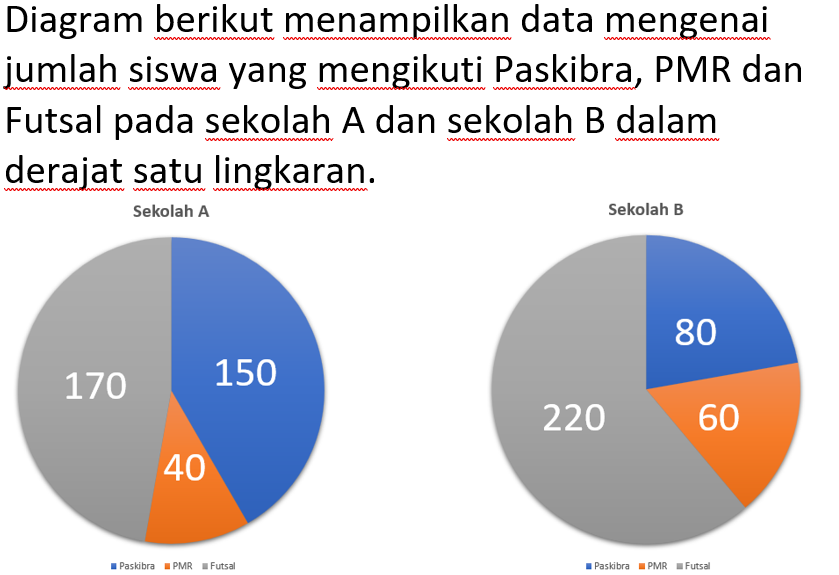 Diagram berikut menampilkan data mengenai
jumlah siswa yang mengikuti Paskibra, PMR dan
Futsal pada sekolah A dan sekolah B dalam
derajat satu lingkaran.
Sekolah A
150
40
170
Paskibra PMR Futsal
Sekolah B
80
60
220
Paskibra PMR Futsal